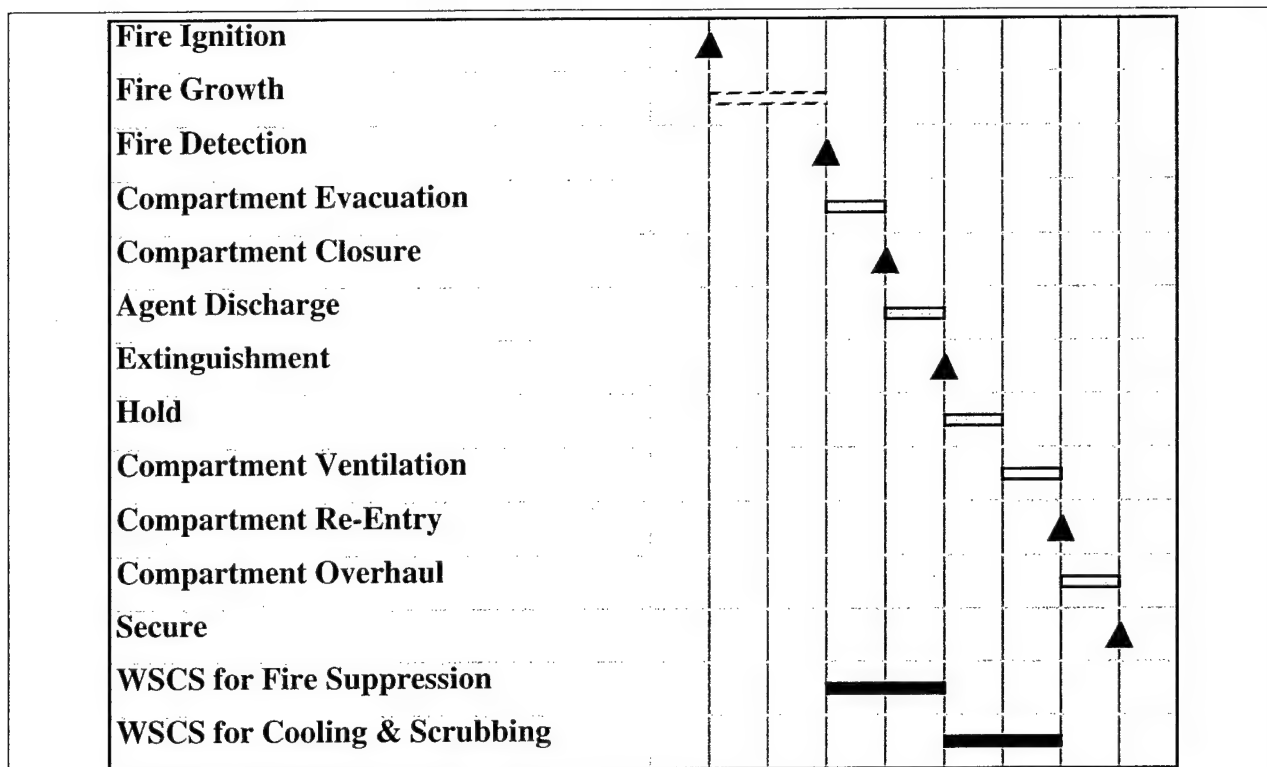 Fire Ignition
Fire Growth
Fire Detection
Compartment Evacuation
Compartment Closure
Agent Discharge
Extinguishment
Hold
Compartment Ventilation
Compartment Re-Entry
Compartment Overhaul
Secure
WSCS for Fire Suppression
WSCS for Cooling & Scrubbing